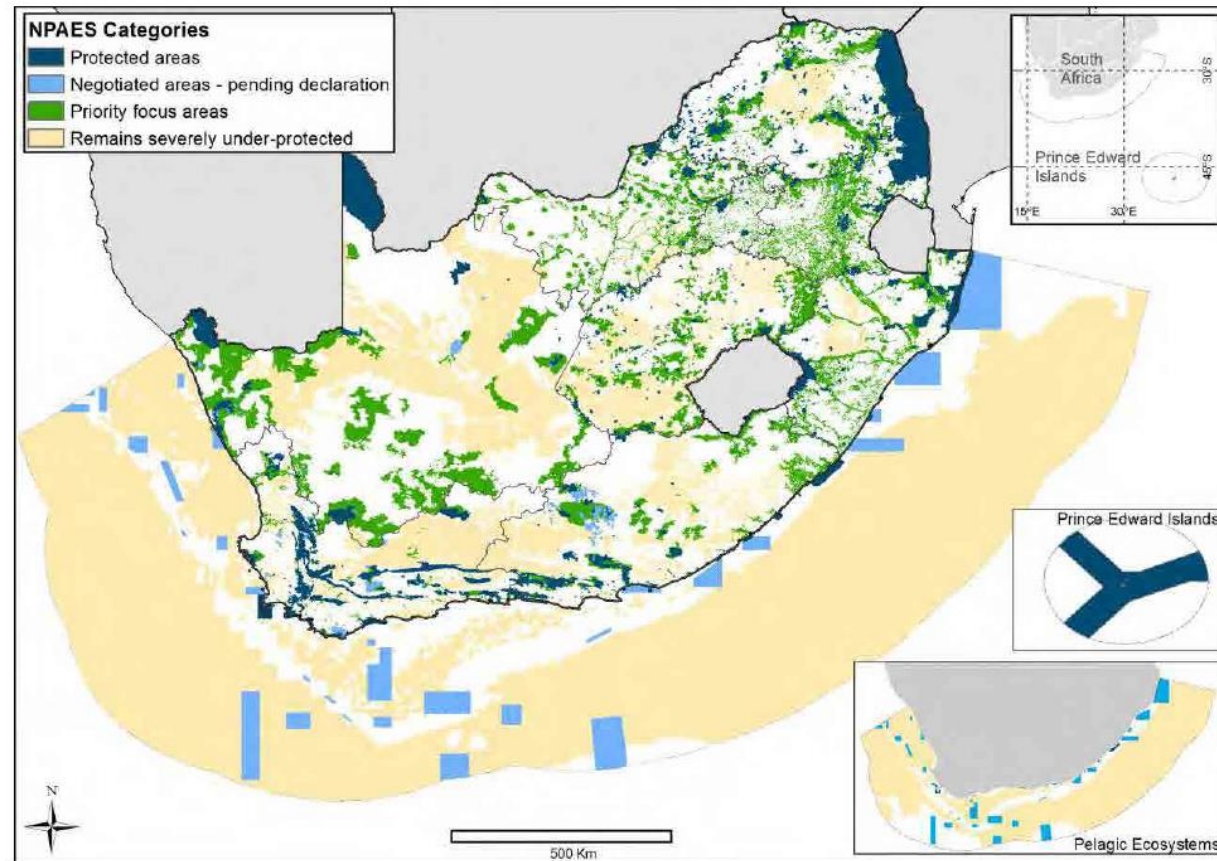 NPAES Categories
Protected areas
Negotiated areas - pending declaration
Priority focus areas
Remains severely under-protected
South
Africa
30°S
Prince Edward
Islands
45°S
15°E
30°E
Prince Edward Islands
N
500 Km
Pelagic Ecosystems